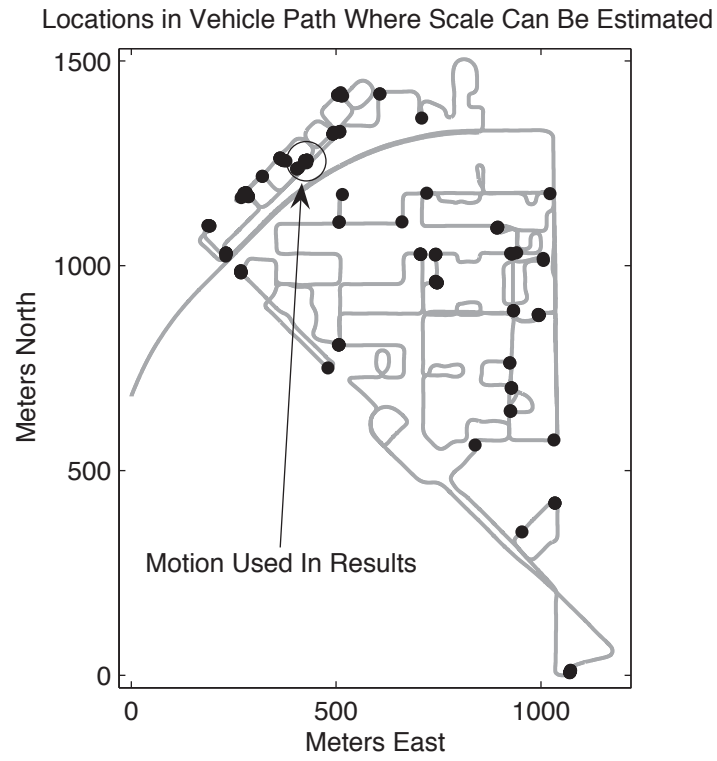 Locations in Vehicle Path Where Scale Can Be Estimated
1500
1000
500
0
Meters North
Motion Used In Results
0 500 1000
Meters East